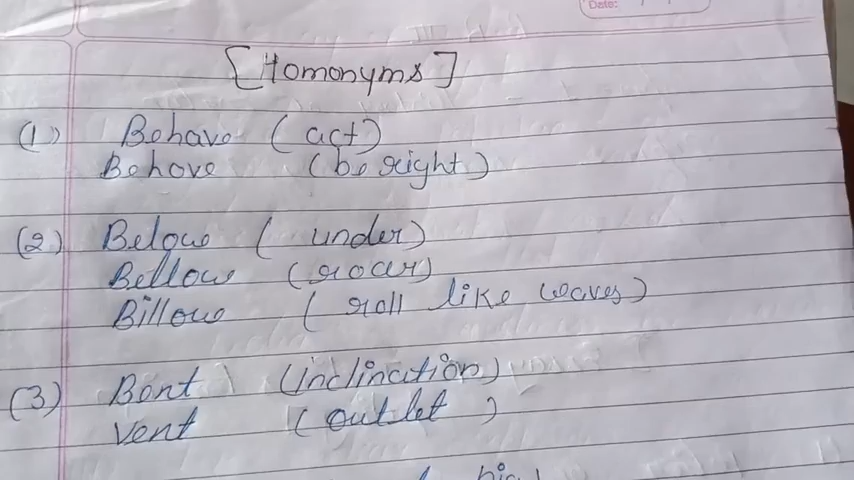 Date:
[Homonyms]
(1) Behave (act)
Behove (be right)
(2) Below (under)
Bellow (roar)
Billow (roll like waves)
(3) Bent (inclination)
Vent (outlet)